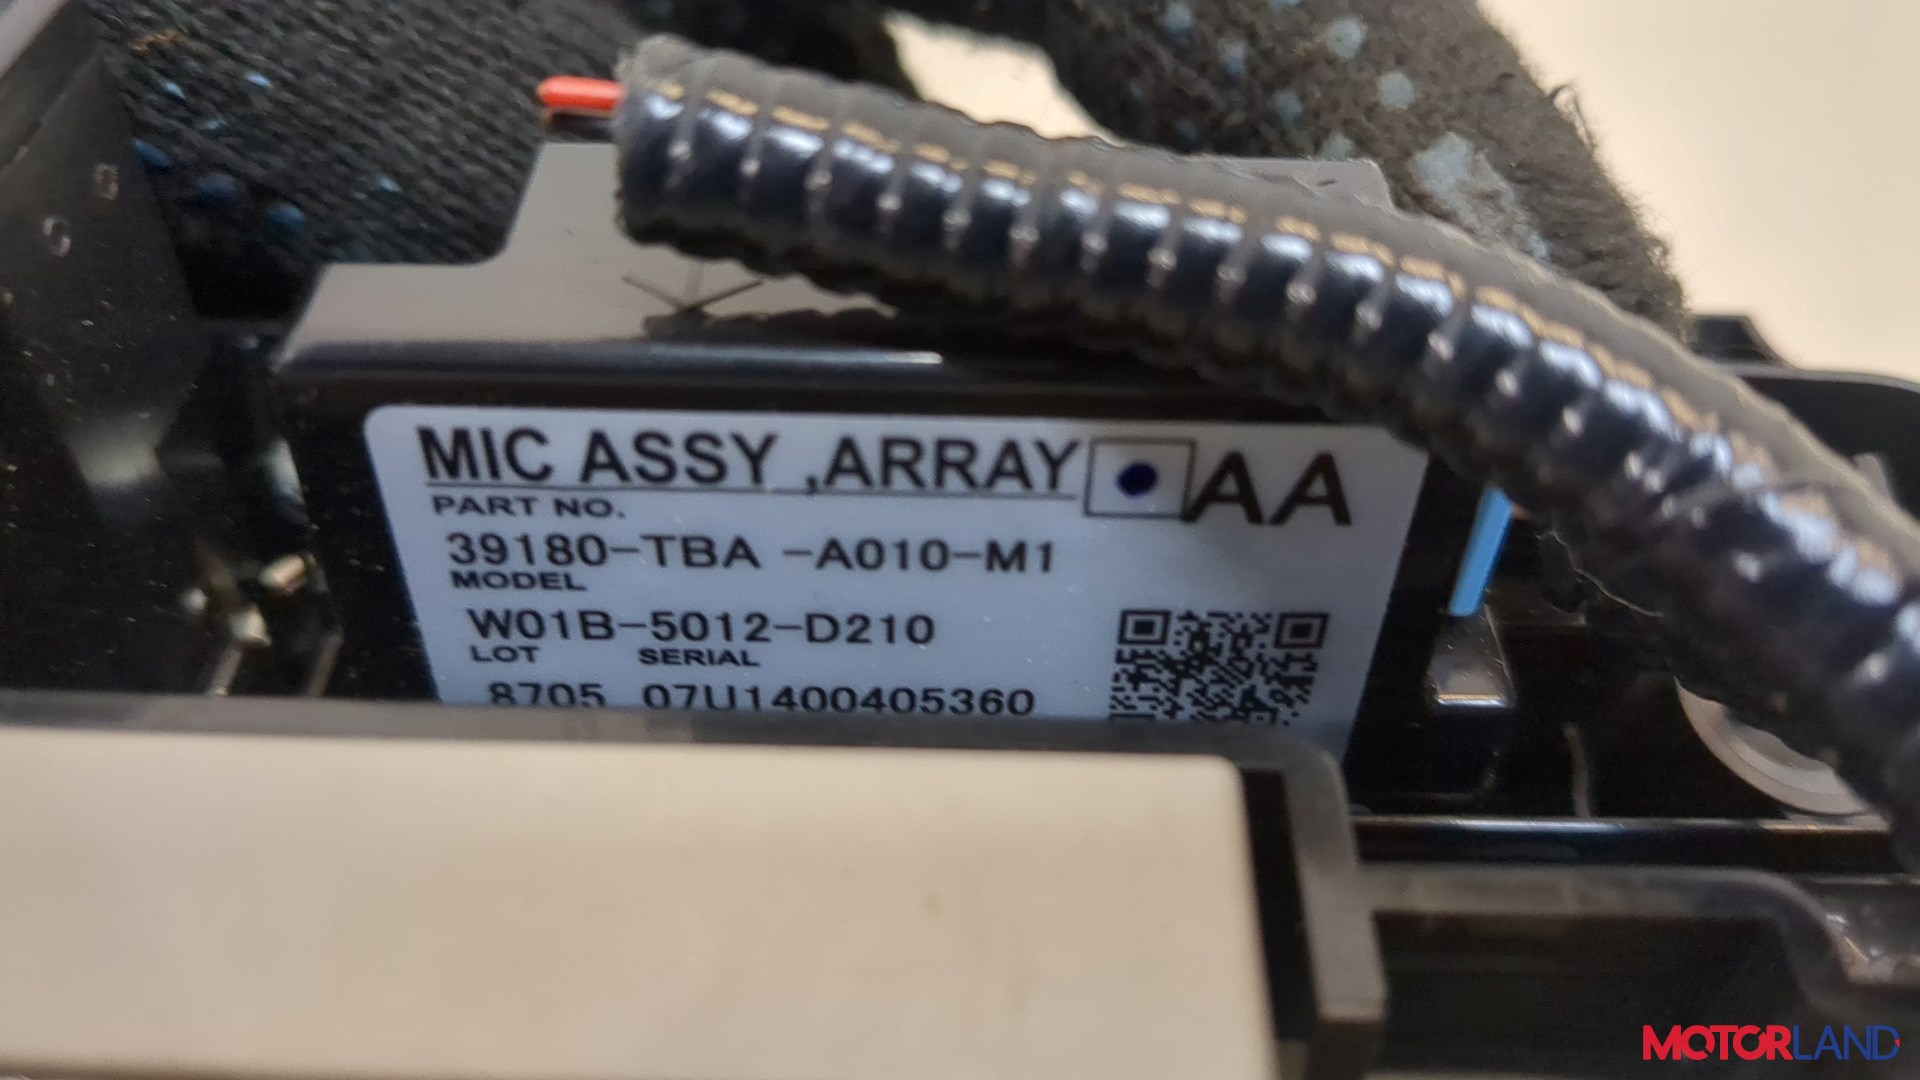 MIC ASSY ,ARRAY AA
PART NO.
39180-TBA -A010-M1
MODEL
W01B-5012-D210
LOT SERIAL
8705 07U1400405360
MOTORLAND